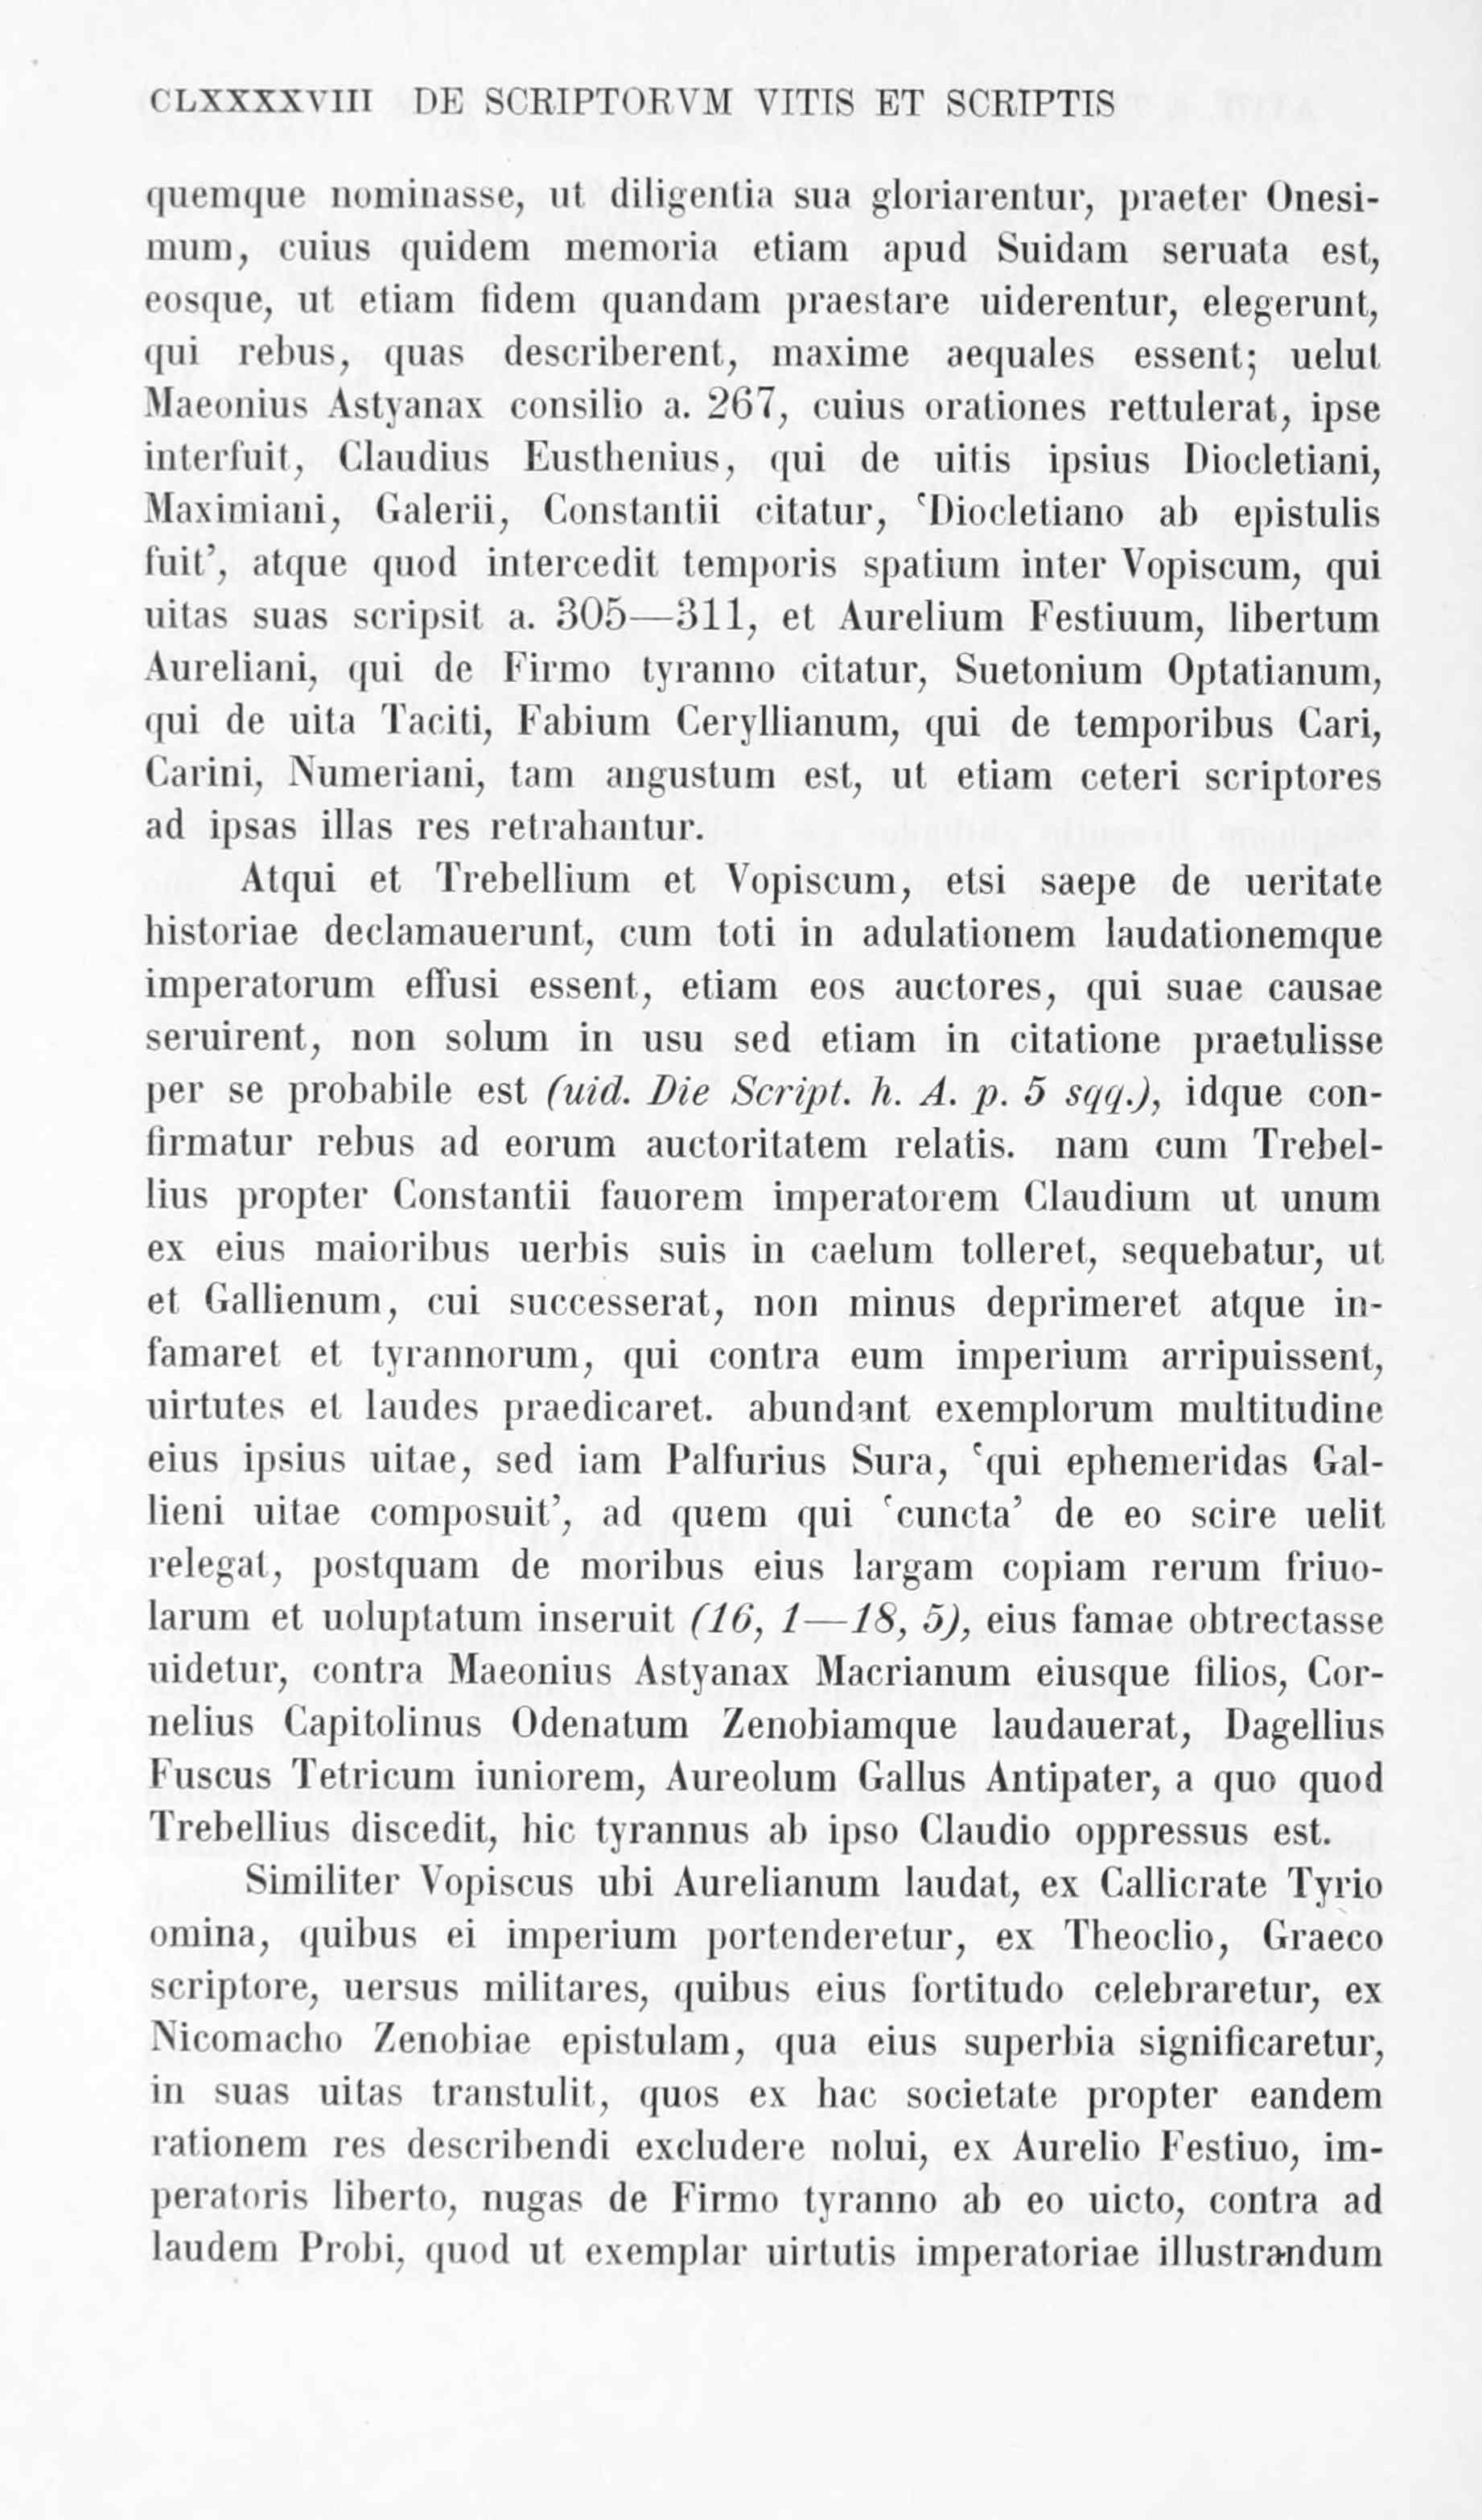 CLXXXXVIII DE SCRIPTORVM VITIS ET SCRIPTIS
quemque nominasse, ut diligentia sua gloriarentur, praeter Onesi-
mum, cuius quidem memoria etiam apud Suidam seruata est,
eosque, ut etiam fidem quandam praestare uiderentur, elegerunt,
qui rebus, quas describerent, maxime aequales essent; uelut
Maeonius Astyanax consilio a. 267, cuius orationes rettulerat, ipse
interfuit, Claudius Eusthenius, qui de uitis ipsius Diocletiani,
Maximiani, Galerii, Constantii citatur, ‘Diocletiano ab epistulis
fuit’, atque quod intercedit temporis spatium inter Vopiscum, qui
uitas suas scripsit a. 305—311, et Aurelium Festiuum, libertum
Aureliani, qui de Firmo tyranno citatur, Suetonium Optatianum,
qui de uita Taciti, Fabium Ceryllianum, qui de temporibus Cari,
Carini, Numeriani, tam angustum est, ut etiam ceteri scriptores
ad ipsas illas res retrahantur.
Atqui et Trebellium et Vopiscum, etsi saepe de ueritate
historiae declamauerunt, cum toti in adulationem laudationemque
imperatorum effusi essent, etiam eos auctores, qui suae causae
seruirent, non solum in usu sed etiam in citatione praetulisse
per se probabile est (uid. Die Script. h. A. p. 5 sqq.), idque con-
firmatur rebus ad eorum auctoritatem relatis. nam cum Trebel-
lius propter Constantii fauorem imperatorem Claudium ut unum
ex eius maioribus uerbis suis in caelum tolleret, sequebatur, ut
et Gallienum, cui successerat, non minus deprimeret atque in-
famaret et tyrannorum, qui contra eum imperium arripuissent,
uirtutes et laudes praedicaret. abundant exemplorum multitudine
eius ipsius uitae, sed iam Palfurius Sura, ‘qui ephemeridas Gal-
lieni uitae composuit’, ad quem qui ‘cuncta’ de eo scire uelit
relegat, postquam de moribus eius largam copiam rerum friuo-
larum et uoluptatum inseruit (16, 1—18, 5), eius famae obtrectasse
uidetur, contra Maeonius Astyanax Macrianum eiusque filios, Cor-
nelius Capitolinus Odenatum Zenobiamque laudauerat, Dagellius
Fuscus Tetricum iuniorem, Aureolum Gallus Antipater, a quo quod
Trebellius discedit, hic tyrannus ab ipso Claudio oppressus est.
Similiter Vopiscus ubi Aurelianum laudat, ex Callicrate Tyrio
omina, quibus ei imperium portenderetur, ex Theoclio, Graeco
scriptore, uersus militares, quibus eius fortitudo celebraretur, ex
Nicomacho Zenobiae epistulam, qua eius superbia significaretur,
in suas uitas transtulit, quos ex hac societate propter eandem
rationem res describendi excludere nolui, ex Aurelio Festiuo, im-
peratoris liberto, nugas de Firmo tyranno ab eo uicto, contra ad
laudem Probi, quod ut exemplar uirtutis imperatoriae illustrandum